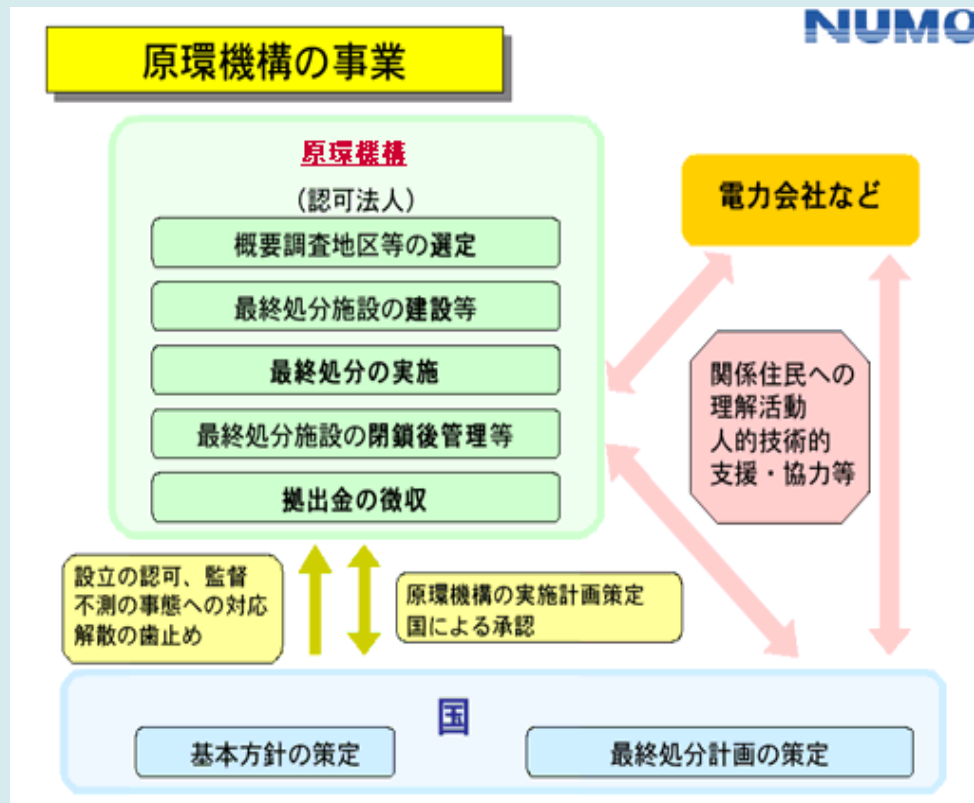 NUMO
原環機構の事業
原環機構
(認可法人)
概要調査地区等の選定
最終処分施設の建設等
最終処分の実施
最終処分施設の閉鎖後管理等
拠出金の徴収
電力会社など
関係住民への
理解活動
人的技術的
支援・協力等
設立の認可、監督
不測の事態への対応
解散の歯止め
原環機構の実施計画策定
国による承認
国
基本方針の策定
最終処分計画の策定